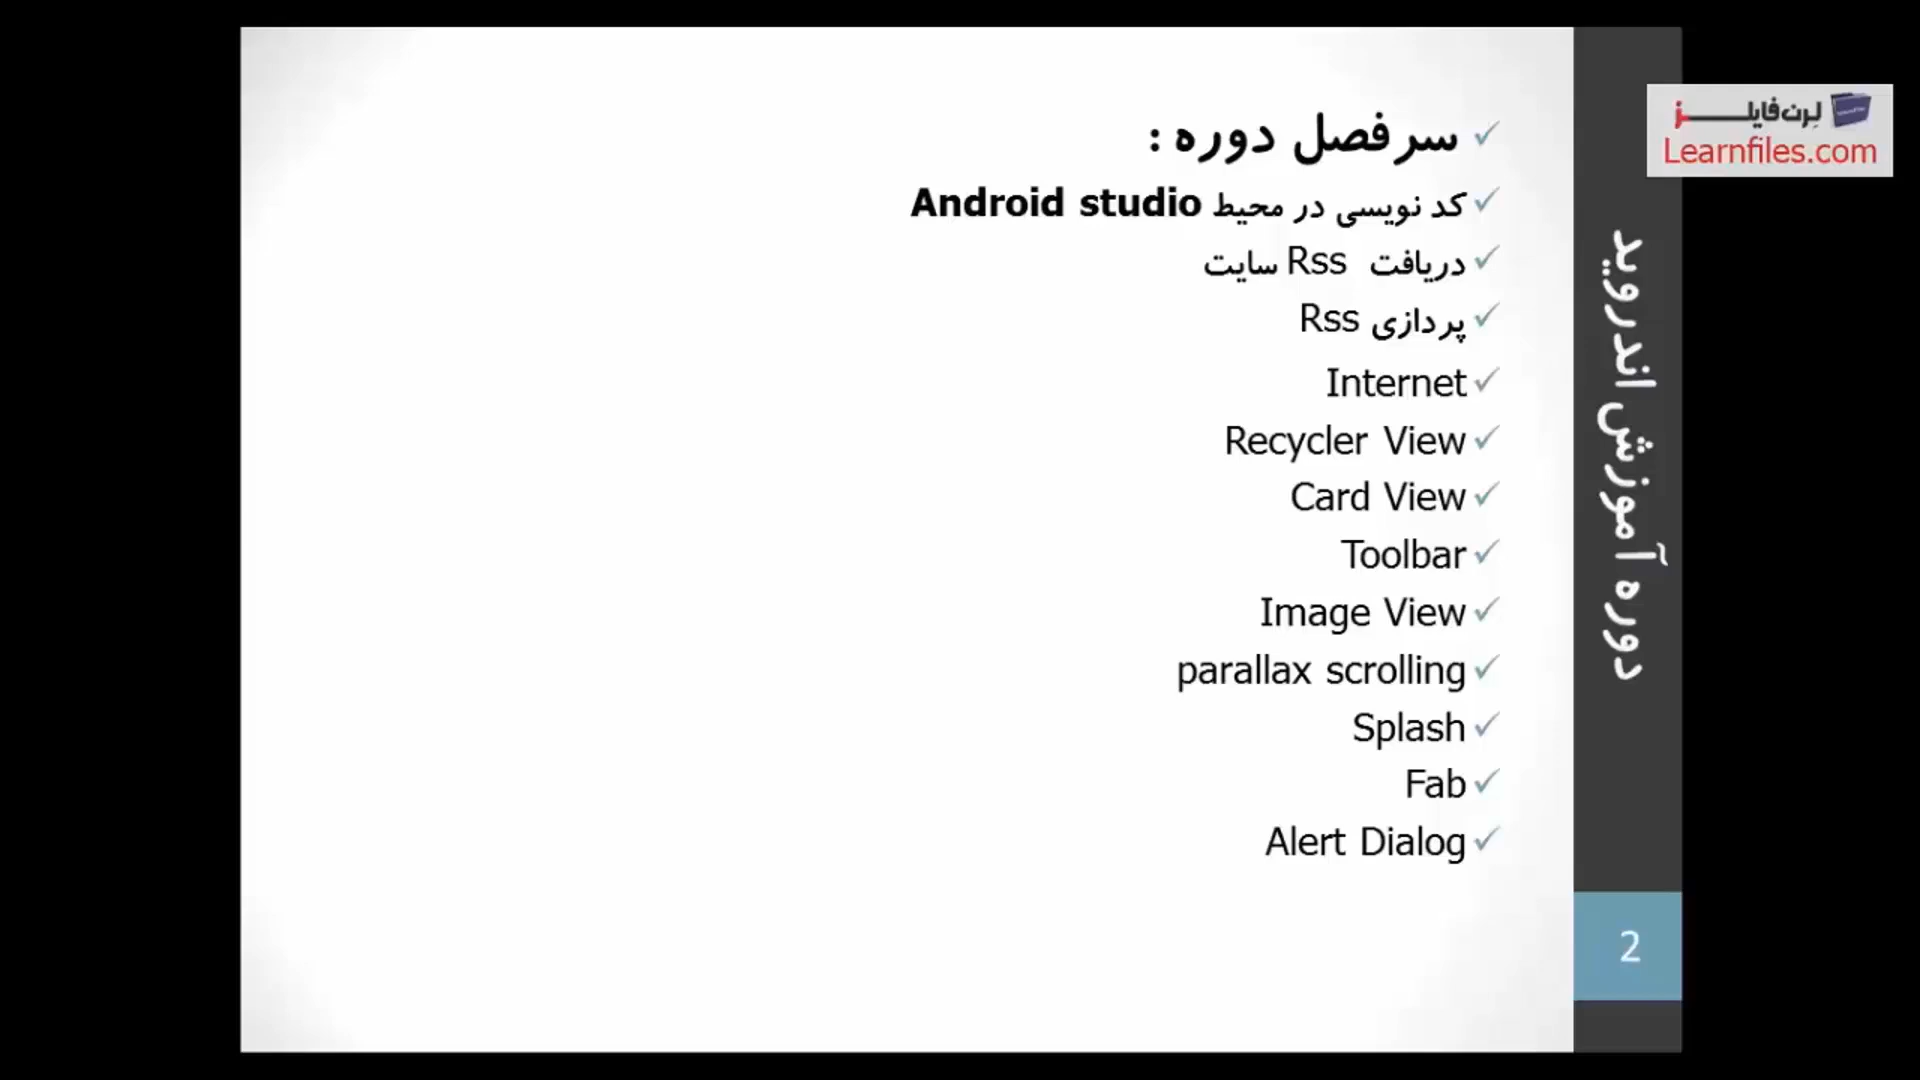 سرفصل دوره :
کد نویسی در محیط Android studio
دریافت Rss سایت
پردازی Rss
Internet
Recycler View
Card View
Toolbar
Image View
parallax scrolling
Splash
Fab
Alert Dialog
دوره آموزش اندروید
2
لرن‌فایلز
Learnfiles.com